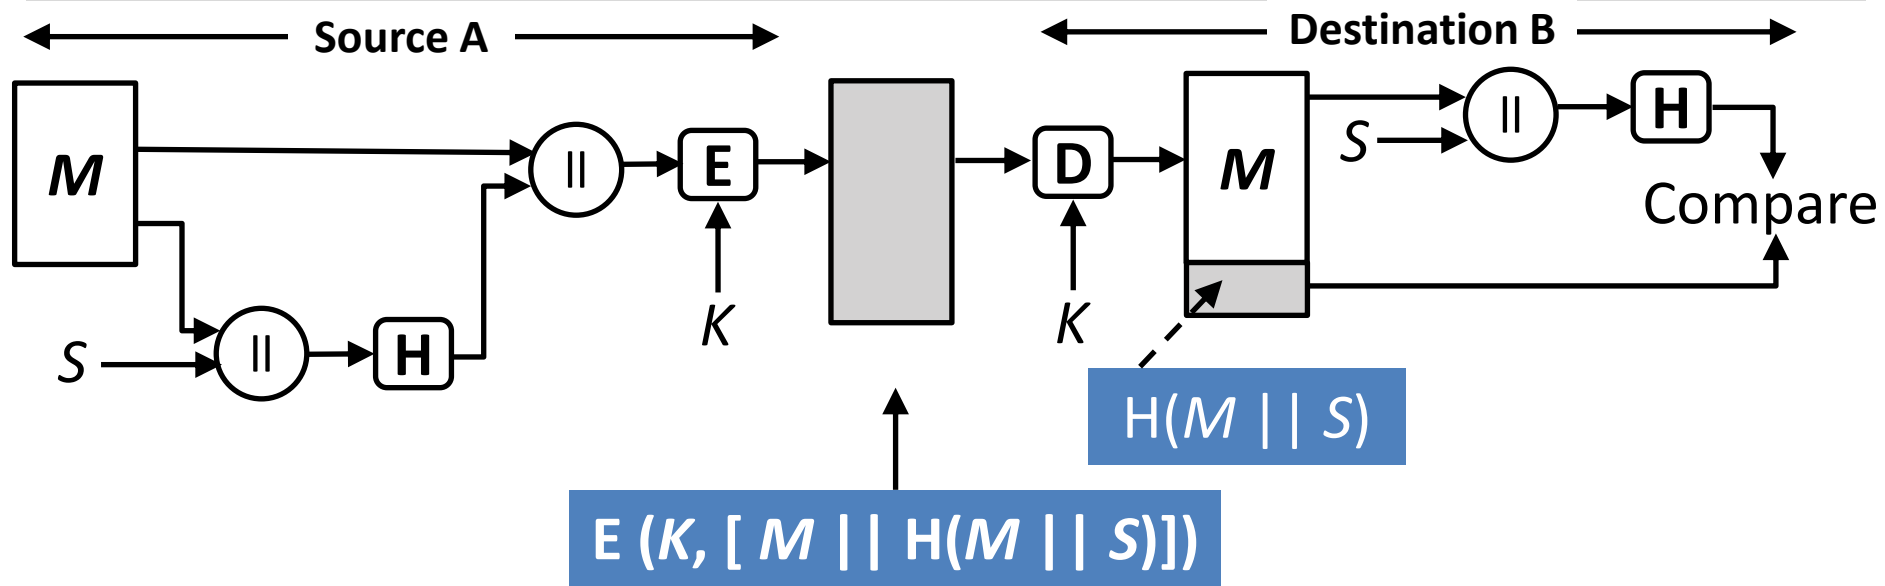 Source A
Destination B
M
||
E
D
M
S
||
H
Compare
K
K
S
||
H
H(M || S)
E (K, [ M || H(M || S)])